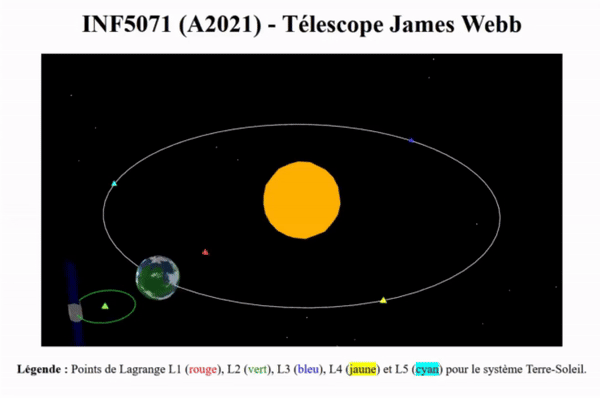 INF5071 (A2021) - Télescope James Webb
Légende : Points de Lagrange L1 (rouge), L2 (vert), L3 (bleu), L4 (jaune) et L5 (cyan) pour le système Terre-Soleil.